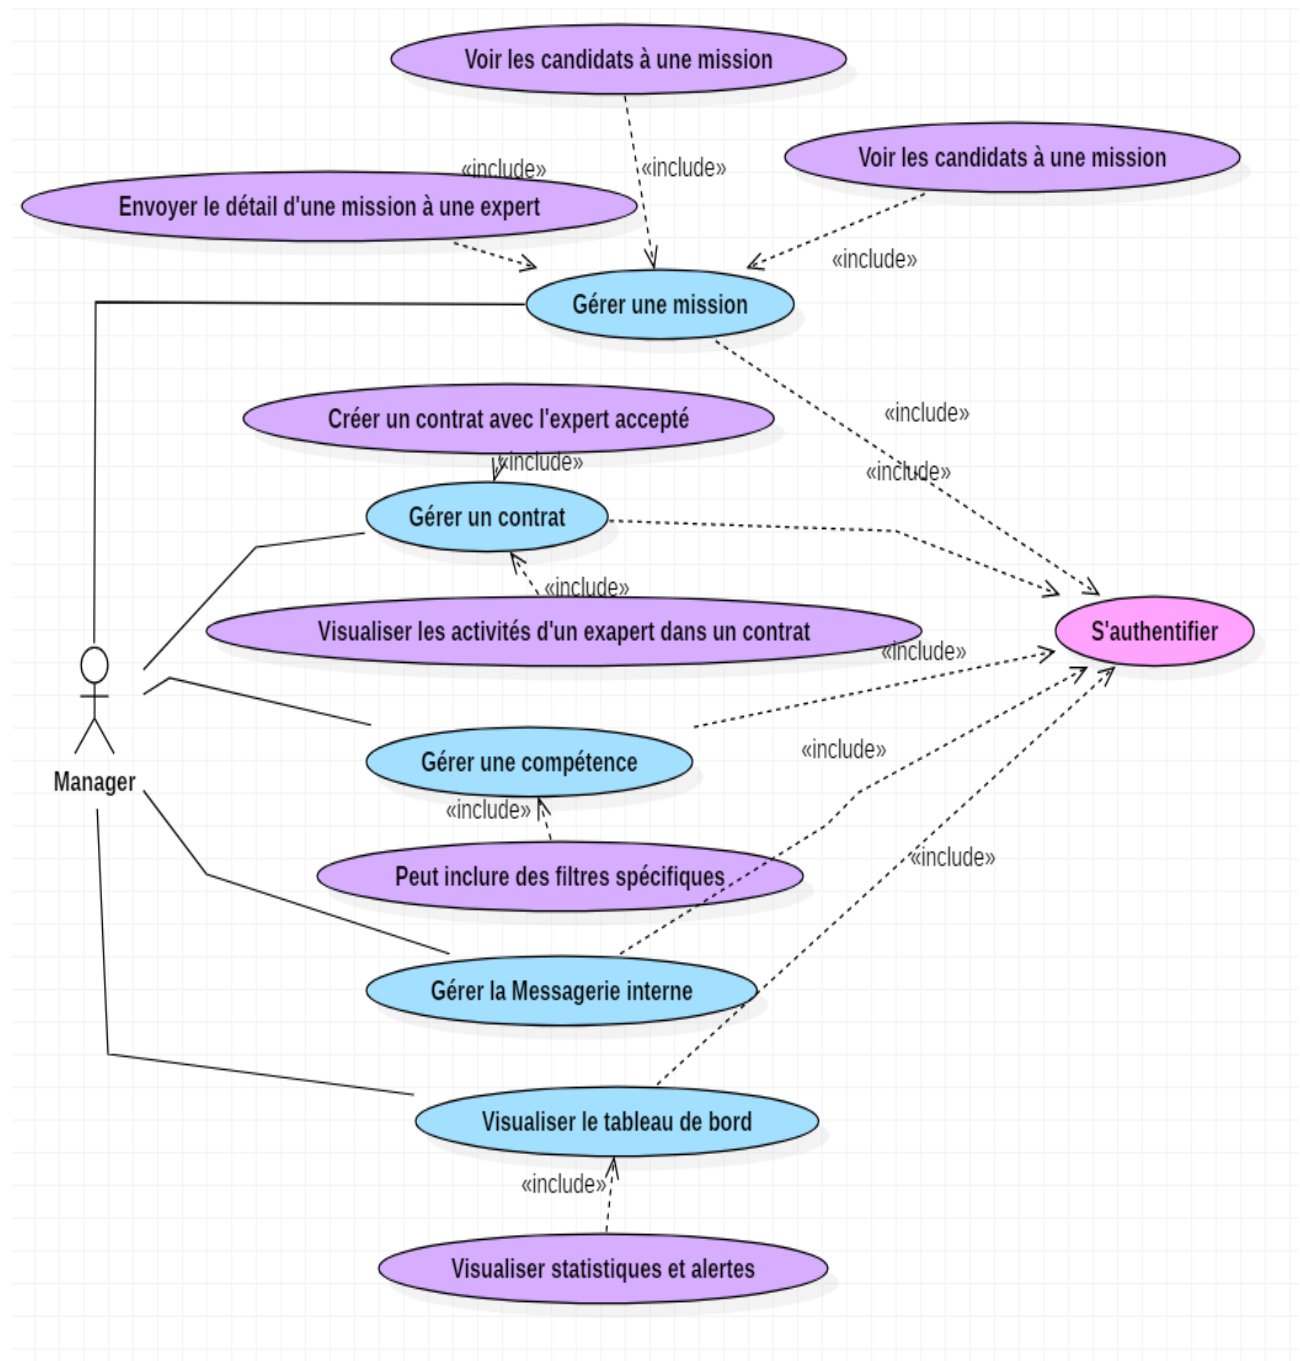 Voir les candidats à une mission
Voir les candidats à une mission
«include»
«include»
Envoyer le détail d'une mission à une expert
«include»
Gérer une mission
«include»
Créer un contrat avec l'expert accepté
«include»
«include»
Gérer un contrat
«include»
Visualiser les activités d'un exapert dans un contrat
S'authentifier
«include»
Gérer une compétence
«include»
Manager
«include»
«include»
Peut inclure des filtres spécifiques
Gérer la Messagerie interne
Visualiser le tableau de bord
«include»
Visualiser statistiques et alertes